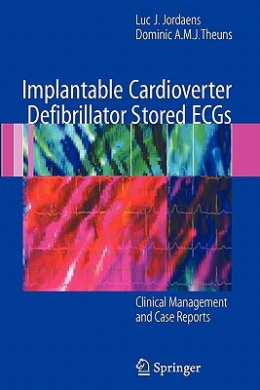 Luc J. Jordaens
Dominic A.M.J.Theuns
Implantable Cardioverter
Defibrillator Stored ECGs
Clinical Management
and Case Reports
Springer